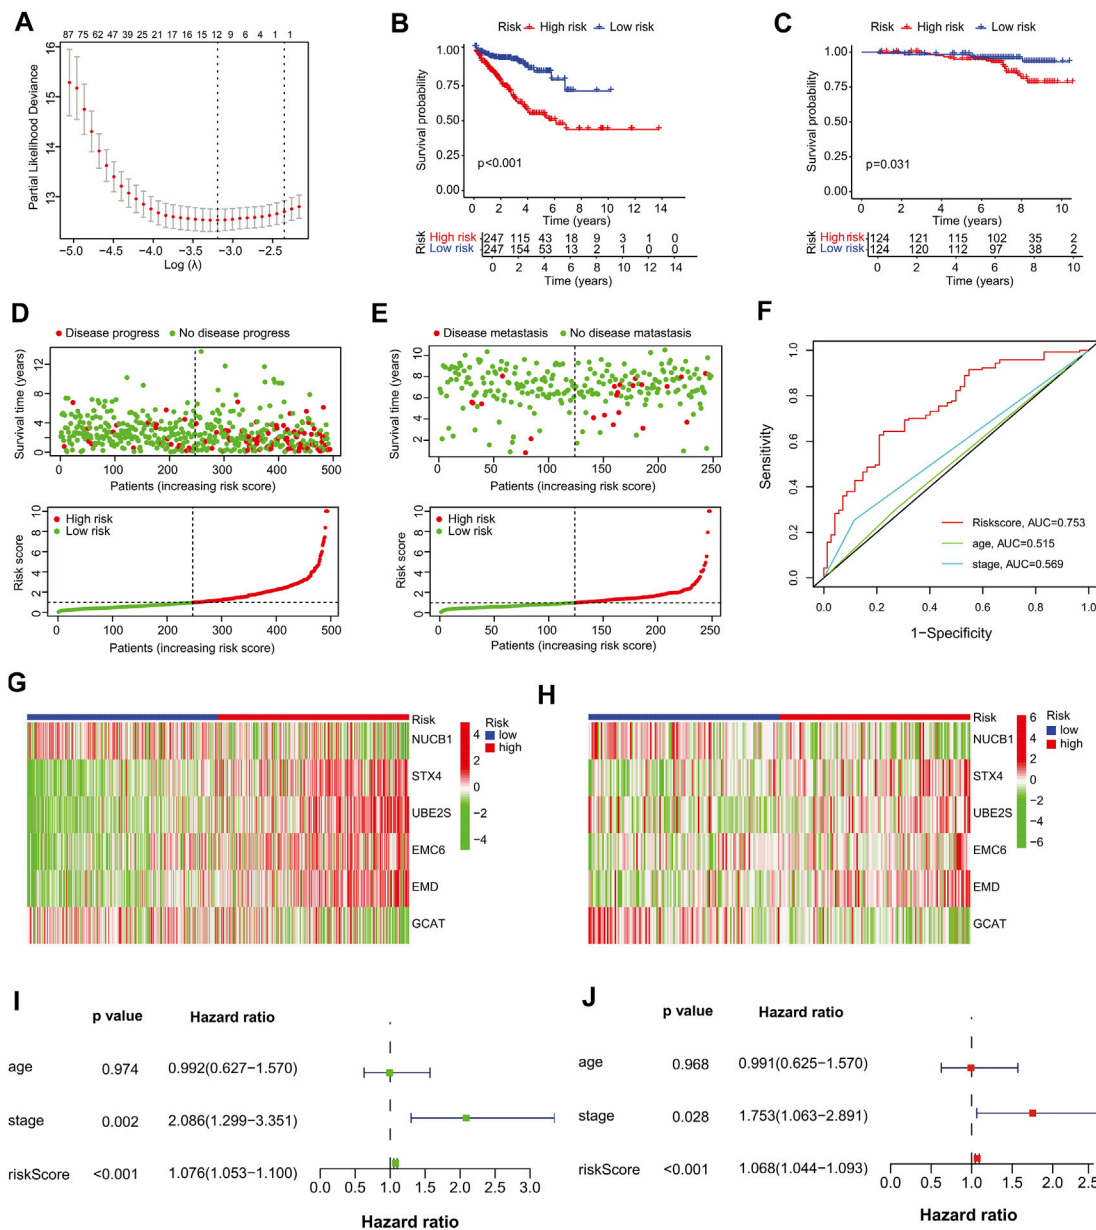 A
87 75 62 47 39 25 21 17 16 15 12 9 6 4 1 1
Partial Likelihood Deviance
16
15
14
13
−5.0 −4.5 −4.0 −3.5 −3.0 −2.5
Log (λ)
B
Risk High risk Low risk
Survival probability
1.00
0.75
0.50
0.25
0.00
p<0.001
0 2 4 6 8 10 12 14
Time (years)
Risk
High risk 247 115 43 18 9 3 1 0
Low risk 247 154 53 13 2 1 0 0
0 2 4 6 8 10 12 14
Time (years)
C
Risk High risk Low risk
Survival probability
1.00
0.75
0.50
0.25
0.00
p=0.031
0 2 4 6 8 10
Time (years)
Risk
High risk 124 121 115 102 35 2
Low risk 124 120 112 97 38 2
0 2 4 6 8 10
Time (years)
D
Disease progress No disease progress
Survival time (years)
12
8
4
2
0
0 100 200 300 400 500
Patients (increasing risk score)
High risk
Low risk
Risk score
10
8
6
4
2
0
0 100 200 300 400 500
Patients (increasing risk score)
E
Disease metastasis No disease matastasis
Survival time (years)
10
8
6
4
2
0 50 100 150 200 250
Patients (increasing risk score)
High risk
Low risk
Risk score
10
8
6
4
2
0
0 50 100 150 200 250
Patients (increasing risk score)
F
Sensitivity
1.0
0.8
0.6
0.4
0.2
0.0
Riskscore, AUC=0.753
age, AUC=0.515
stage, AUC=0.569
0.0 0.2 0.4 0.6 0.8 1.0
1−Specificity
G
Risk
NUCB1
STX4
UBE2S
EMC6
EMD
GCAT
4
2
0
−2
−4
Risk
low
high
H
Risk
NUCB1
STX4
UBE2S
EMC6
EMD
GCAT
6
4
2
0
−2
−4
−6
Risk
low
high
I
p value Hazard ratio
age 0.974 0.992(0.627−1.570)
stage 0.002 2.086(1.299−3.351)
riskScore <0.001 1.076(1.053−1.100)
0.0 0.5 1.0 1.5 2.0 2.5 3.0
Hazard ratio
J
p value Hazard ratio
age 0.968 0.991(0.625−1.570)
stage 0.028 1.753(1.063−2.891)
riskScore <0.001 1.068(1.044−1.093)
0.0 0.5 1.0 1.5 2.0 2.5
Hazard ratio